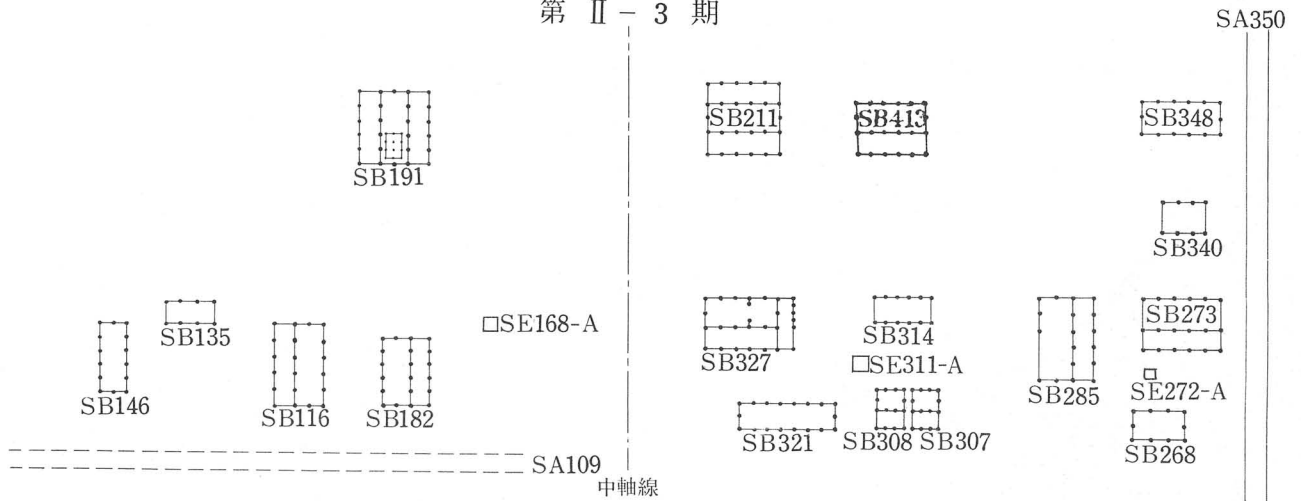 第 Ⅱ－3 期
SA350
SB211
SB413
SB348
SB191
SB340
SE168-A
SB135
SB314
SB273
SB327
SE311-A
SB146
SB116
SB182
SB285
SE272-A
SB321
SB308
SB307
SB268
SA109
中軸線